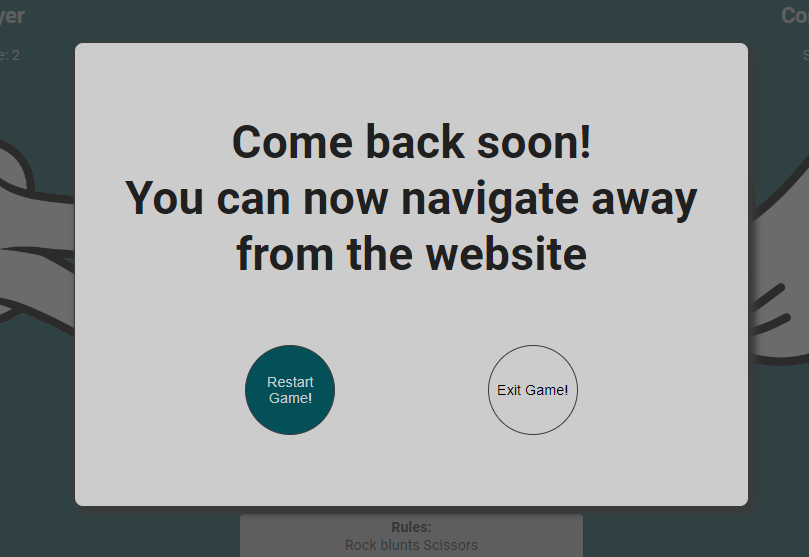 yer
Co
e: 2
S
Come back soon!
You can now navigate away
from the website
Restart
Game!
Exit Game!
Rules:
Rock blunts Scissors